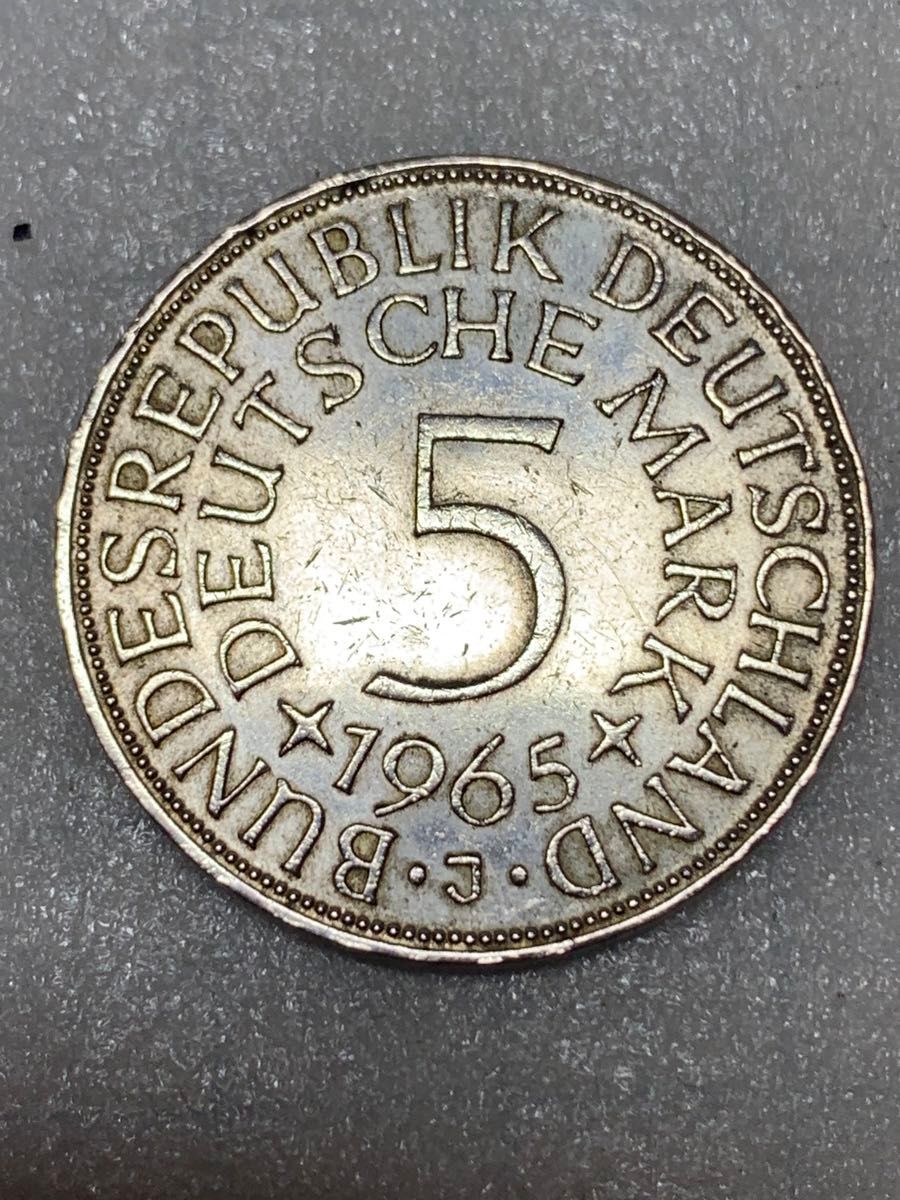 BUNDESREPUBLIK DEUTSCHLAND
DEUTSCHE MARK
5
1965
· J ·